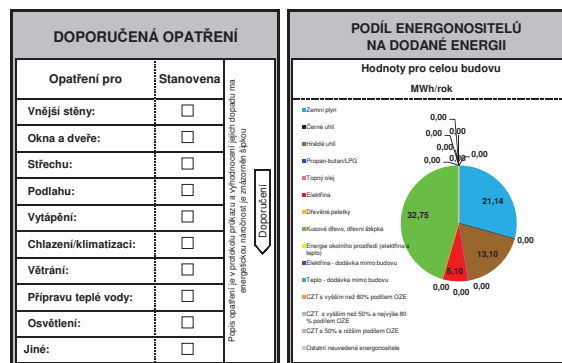 DOPORUČENÁ OPATŘENÍ
Opatření pro
Stanovena
Vnější stěny:
☐
Okna a dveře:
☐
Střechu:
☐
Podlahu:
☐
Vytápění:
☐
Chlazení/klimatizaci:
☐
Větrání:
☐
Přípravu teplé vody:
☐
Osvětlení:
☐
Jiné:
☐
Popis opatření je v protokolu průkazu a vyhodnocení jejich dopadu na
energetickou náročnost je znázorněn šipkou
Doporučení
PODÍL ENERGONOSITELŮ
NA DODANÉ ENERGII
Hodnoty pro celou budovu
MWh/rok
Zemní plyn
Černé uhlí
Hnědé uhlí
Propan-butan/LPG
Topný olej
Elektřina
Dřevěné peletky
Kusové dřevo, dřevní štěpka
Energie okolního prostředí (elektřina a
teplo)
Elektřina - dodávka mimo budovu
Teplo - dodávka mimo budovu
CZT s vyšším než 80% podílem OZE
CZT s vyšším než 50% a nejvýše 80
% podílem OZE
CZT s 50% a nižším podílem OZE
Ostatní neuvedené energonositele
0,00
0,00
0,00
0,00
0,00
0,00
0,00
21,14
0,00
13,10
5,10
0,00
0,00
0,00
32,75